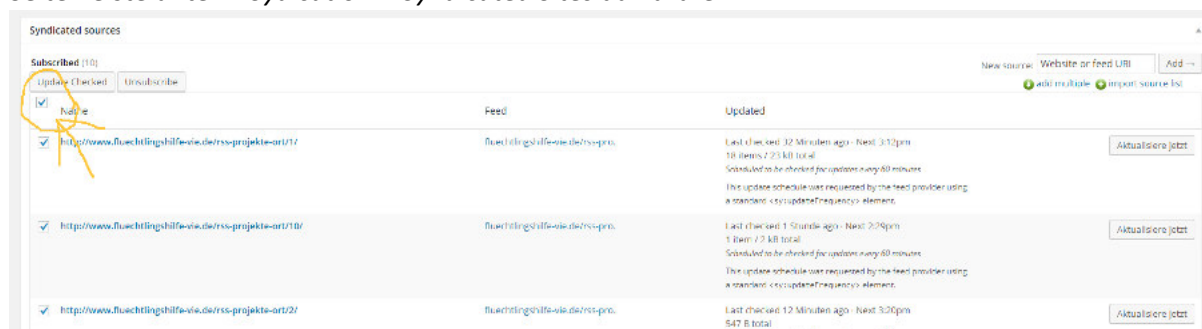 Syndicated sources
Subscribed (10)
New source: Website or feed URI Add →
Update Checked Unsubscribe
add multiple import source list
Name Feed Updated
http://www.fluechtlingshilfe-vie.de/rss-projekte-ort/1/ fluechtlingshilfe-vie.de/rss-pro.. Last checked 32 Minuten ago · Next 3:12pm Aktualisiere Jetzt
18 items / 23 kB total
Scheduled to be checked for updates every 60 minutes
This update schedule was requested by the feed provider using
a standard <sy:updateFrequency> element.
http://www.fluechtlingshilfe-vie.de/rss-projekte-ort/10/ fluechtlingshilfe-vie.de/rss-pro.. Last checked 1 Stunde ago · Next 2:29pm Aktualisiere Jetzt
1 item / 2 kB total
Scheduled to be checked for updates every 60 minutes
This update schedule was requested by the feed provider using
a standard <sy:updateFrequency> element.
http://www.fluechtlingshilfe-vie.de/rss-projekte-ort/2/ fluechtlingshilfe-vie.de/rss-pro.. Last checked 12 Minuten ago · Next 3:20pm Aktualisiere Jetzt
547 B total